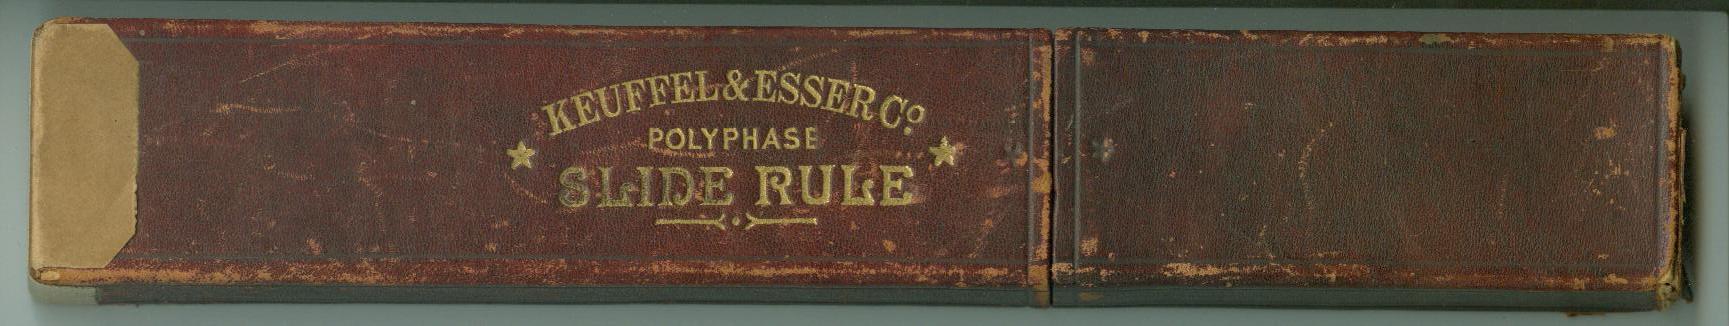 KEUFFEL & ESSER Co.
POLYPHASE
SLIDE RULE